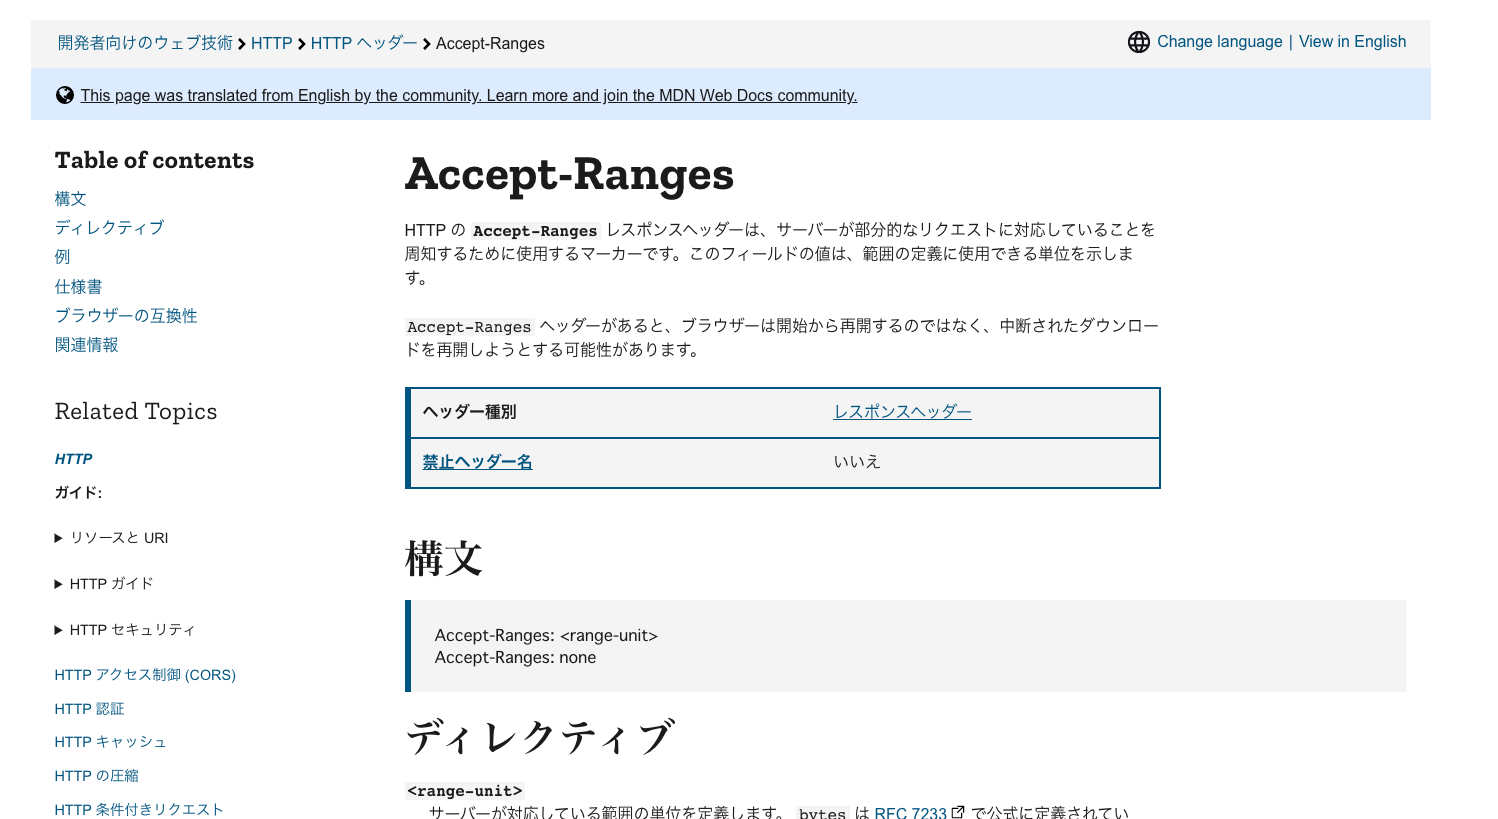 開発者向けのウェブ技術 > HTTP > HTTP ヘッダー > Accept-Ranges
Change language | View in English
This page was translated from English by the community. Learn more and join the MDN Web Docs community.
Table of contents
構文
ディレクティブ
例
仕様書
ブラウザーの互換性
関連情報
Related Topics
HTTP
ガイド:
リソースと URI
HTTP ガイド
HTTP セキュリティ
HTTP アクセス制御 (CORS)
HTTP 認証
HTTP キャッシュ
HTTP の圧縮
HTTP 条件付きリクエスト
Accept-Ranges
HTTP の Accept-Ranges レスポンスヘッダーは、サーバーが部分的なリクエストに対応していることを
周知するために使用するマーカーです。このフィールドの値は、範囲の定義に使用できる単位を示しま
す。
Accept-Ranges ヘッダーがあると、ブラウザーは開始から再開するのではなく、中断されたダウンロー
ドを再開しようとする可能性があります。
ヘッダー種別 レスポンスヘッダー
禁止ヘッダー名 いいえ
構文
Accept-Ranges: <range-unit>
Accept-Ranges: none
ディレクティブ
<range-unit>
サーバーが対応している範囲の単位を定義します。 bytes は RFC 7233 で公式に定義されてい